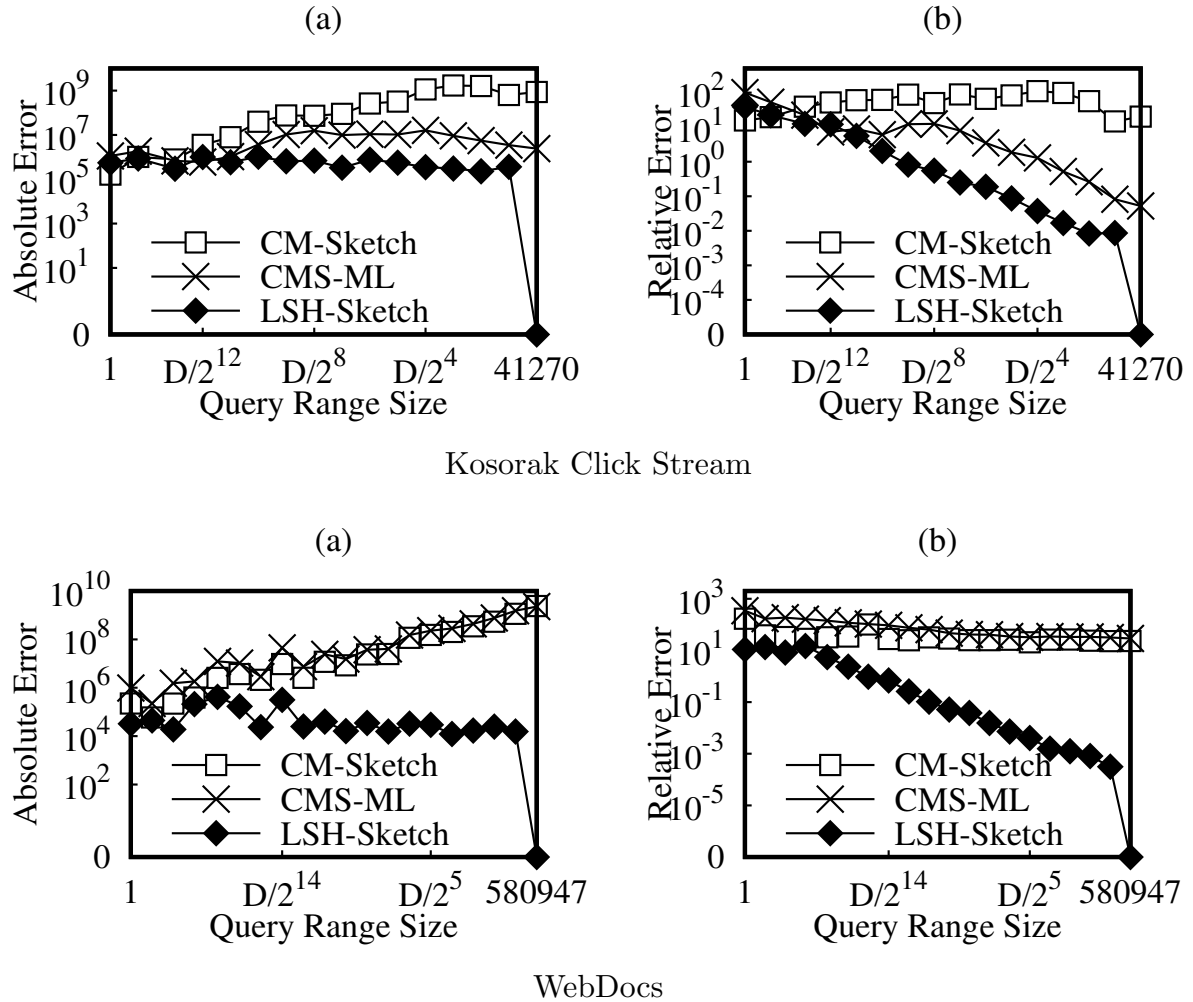 (a) (b)
Absolute Error
10^9
10^7
10^5
10^3
10^1
0
CM-Sketch
CMS-ML
LSH-Sketch
1 D/2^12 D/2^8 D/2^4 41270
Query Range Size
Relative Error
10^2
10^1
10^0
10^-1
10^-2
10^-3
10^-4
0
CM-Sketch
CMS-ML
LSH-Sketch
1 D/2^12 D/2^8 D/2^4 41270
Query Range Size
Kosorak Click Stream
(a) (b)
Absolute Error
10^10
10^8
10^6
10^4
10^2
0
CM-Sketch
CMS-ML
LSH-Sketch
1 D/2^14 D/2^5 580947
Query Range Size
Relative Error
10^3
10^1
10^-1
10^-3
10^-5
0
CM-Sketch
CMS-ML
LSH-Sketch
1 D/2^14 D/2^5 580947
Query Range Size
WebDocs